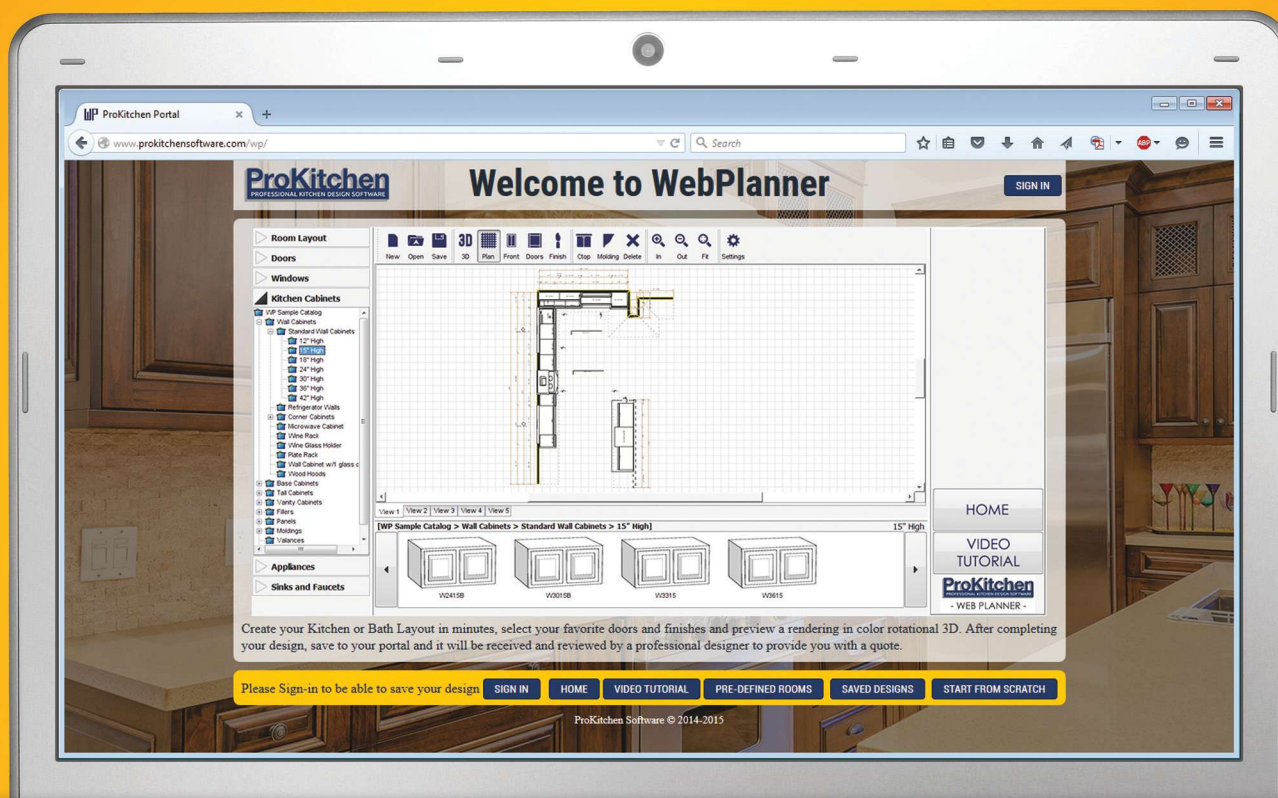 ProKitchen Portal
www.prokitchensoftware.com/wp/
Search
ABP
ProKitchen
PROFESSIONAL KITCHEN DESIGN SOFTWARE
Welcome to WebPlanner
SIGN IN
Room Layout
Doors
Windows
Kitchen Cabinets
WP Sample Catalog
Wall Cabinets
Standard Wall Cabinets
12" High
15" High
18" High
24" High
30" High
36" High
42" High
Refrigerator Walls
Corner Cabinets
Microwave Cabinet
Wine Rack
Wine Glass Holder
Plate Rack
Wall Cabinet w/1 glass
Wood Hoods
Base Cabinets
Tall Cabinets
Vanity Cabinets
Fillers
Panels
Moldings
Valances
Appliances
Sinks and Faucets
3D
New Open Save 3D Plan Front Doors Finish Ctop Molding Delete In Out Fit Settings
View 1 View 2 View 3 View 4 View 5
[WP Sample Catalog > Wall Cabinets > Standard Wall Cabinets > 15" High] 15" High
W2415B W3015B W3315 W3615
HOME
VIDEO
TUTORIAL
ProKitchen
PROFESSIONAL KITCHEN DESIGN SOFTWARE
- WEB PLANNER -
Create your Kitchen or Bath Layout in minutes, select your favorite doors and finishes and preview a rendering in color rotational 3D. After completing
your design, save to your portal and it will be received and reviewed by a professional designer to provide you with a quote.
Please Sign-in to be able to save your design SIGN IN HOME VIDEO TUTORIAL PRE-DEFINED ROOMS SAVED DESIGNS START FROM SCRATCH
ProKitchen Software © 2014-2015